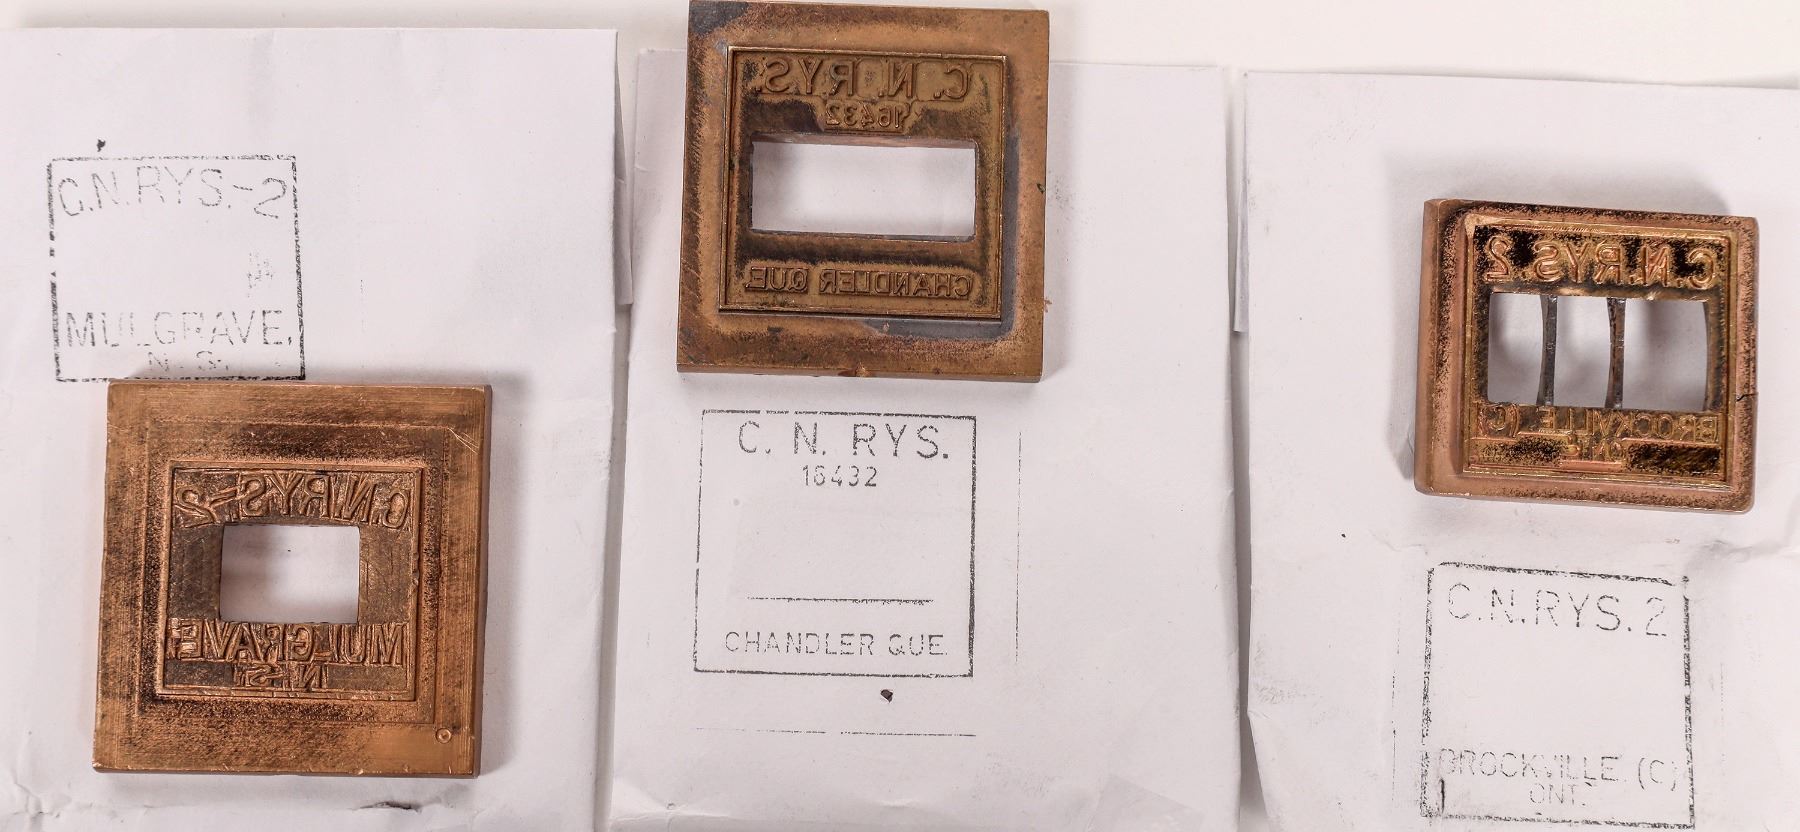 C.N.RYS.-2
MULGRAVE.
N.S.
C.N.RYS.-2
MULGRAVE.
N.S.
C. N. RYS.
16432
CHANDLER QUE.
C. N. RYS.
16432
CHANDLER QUE.
C.N.RYS.2
BROCKVILLE (C)
ONT.
C.N.RYS.2
BROCKVILLE. (C)
ONT.